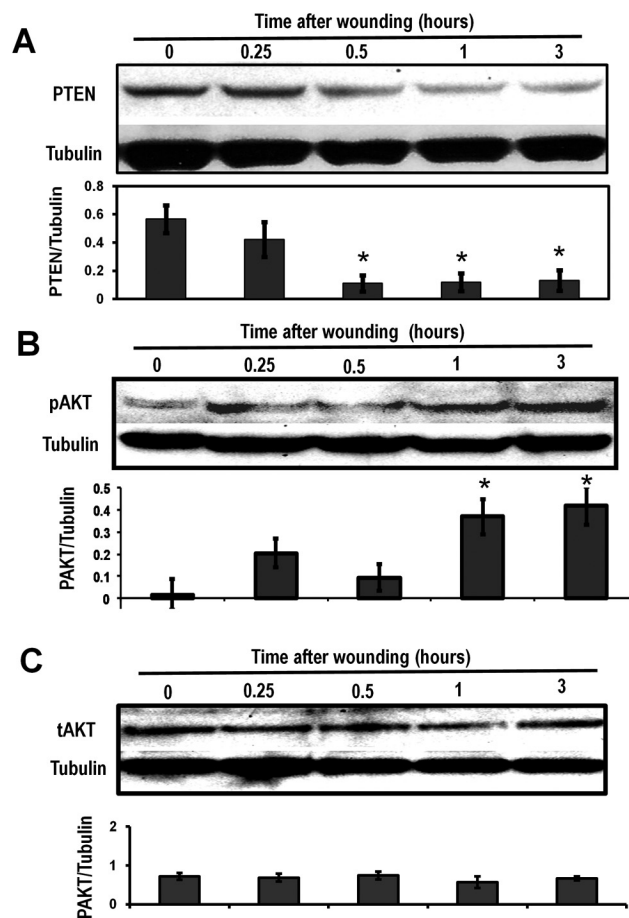 A
Time after wounding (hours)
0 0.25 0.5 1 3
PTEN
Tubulin
PTEN/Tubulin
0.8
0.6
0.4
0.2
0
* * *
B
Time after wounding (hours)
0 0.25 0.5 1 3
pAKT
Tubulin
PAKT/Tubulin
0.5
0.4
0.3
0.2
0.1
0
* *
C
Time after wounding (hours)
0 0.25 0.5 1 3
tAKT
Tubulin
PAKT/Tubulin
2
1
0